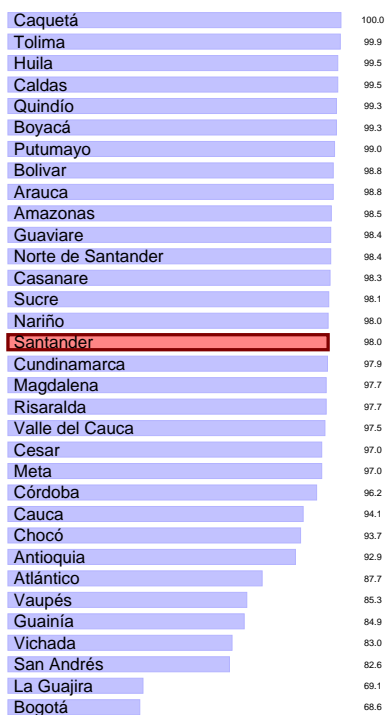 Caquetá 100.0
Tolima 99.9
Huila 99.5
Caldas 99.5
Quindío 99.3
Boyacá 99.3
Putumayo 99.0
Bolivar 98.8
Arauca 98.8
Amazonas 98.5
Guaviare 98.4
Norte de Santander 98.4
Casanare 98.3
Sucre 98.1
Nariño 98.0
Santander 98.0
Cundinamarca 97.9
Magdalena 97.7
Risaralda 97.7
Valle del Cauca 97.5
Cesar 97.0
Meta 97.0
Córdoba 96.2
Cauca 94.1
Chocó 93.7
Antioquia 92.9
Atlántico 87.7
Vaupés 85.3
Guainía 84.9
Vichada 83.0
San Andrés 82.6
La Guajira 69.1
Bogotá 68.6